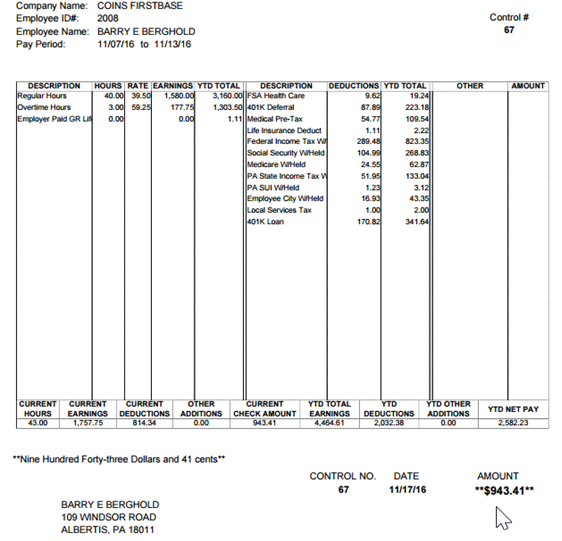 Company Name: COINS FIRSTBASE
Employee ID#: 2008
Control #
Employee Name: BARRY E BERGHOLD
67
Pay Period: 11/07/16 to 11/13/16
DESCRIPTION HOURS RATE EARNINGS YTD TOTAL DESCRIPTION DEDUCTIONS YTD TOTAL OTHER AMOUNT
Regular Hours 40.00 39.50 1,580.00 3,160.00 FSA Health Care 9.62 19.24
Overtime Hours 3.00 59.25 177.75 1,303.50 401K Deferral 87.89 223.18
Employer Paid GR Lif 0.00 0.00 1.11 Medical Pre-Tax 54.77 109.54
Life Insurance Deduct 1.11 2.22
Federal Income Tax W/ 289.48 823.35
Social Security W/Held 104.99 268.83
Medicare W/Held 24.55 62.87
PA State Income Tax W 51.95 133.04
PA SUI W/Held 1.23 3.12
Employee City W/Held 16.93 43.35
Local Services Tax 1.00 2.00
401K Loan 170.82 341.64
CURRENT HOURS CURRENT EARNINGS CURRENT DEDUCTIONS OTHER ADDITIONS CURRENT CHECK AMOUNT YTD TOTAL EARNINGS YTD DEDUCTIONS YTD OTHER ADDITIONS YTD NET PAY
43.00 1,757.75 814.34 0.00 943.41 4,464.61 2,032.38 0.00 2,582.23
**Nine Hundred Forty-three Dollars and 41 cents**
CONTROL NO. DATE AMOUNT
67 11/17/16 **$943.41**
BARRY E BERGHOLD
109 WINDSOR ROAD
ALBERTIS, PA 18011